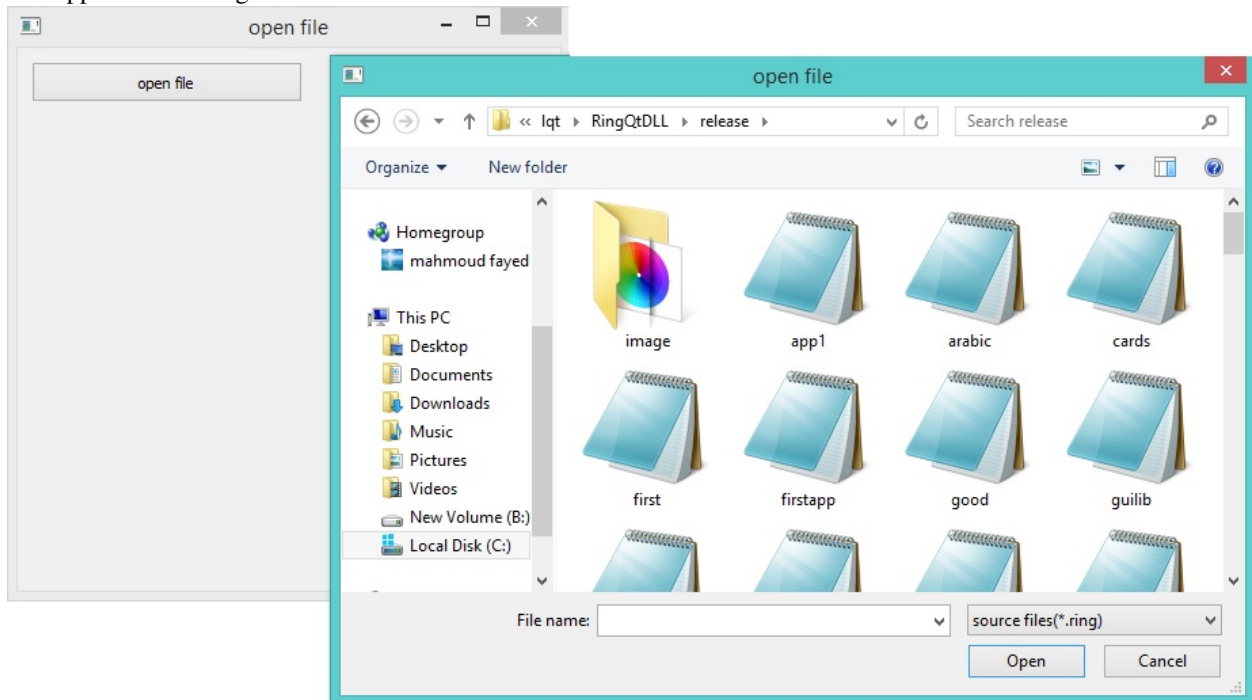 open file
open file
open file
« lqt ▸ RingQtDLL ▸ release ▸
Search release
Organize
New folder
Homegroup
mahmoud fayed
This PC
Desktop
Documents
Downloads
Music
Pictures
Videos
New Volume (B:)
Local Disk (C:)
image
app1
arabic
cards
first
firstapp
good
guilib
File name:
source files(*.ring)
Open
Cancel